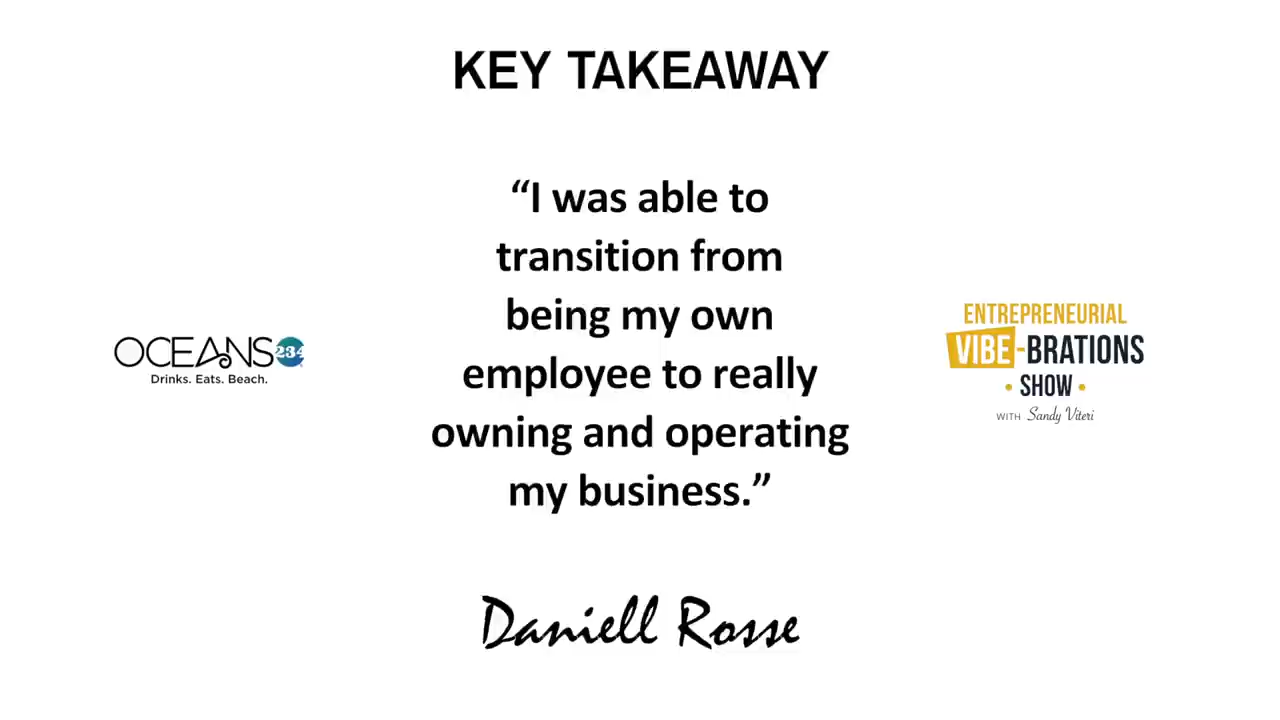 KEY TAKEAWAY
“I was able to
transition from
being my own
employee to really
owning and operating
my business.”
Daniell Rosse
OCEANS 234
Drinks. Eats. Beach.
ENTREPRENEURIAL
VIBE-BRATIONS
• SHOW •
WITH Sandy Viteri